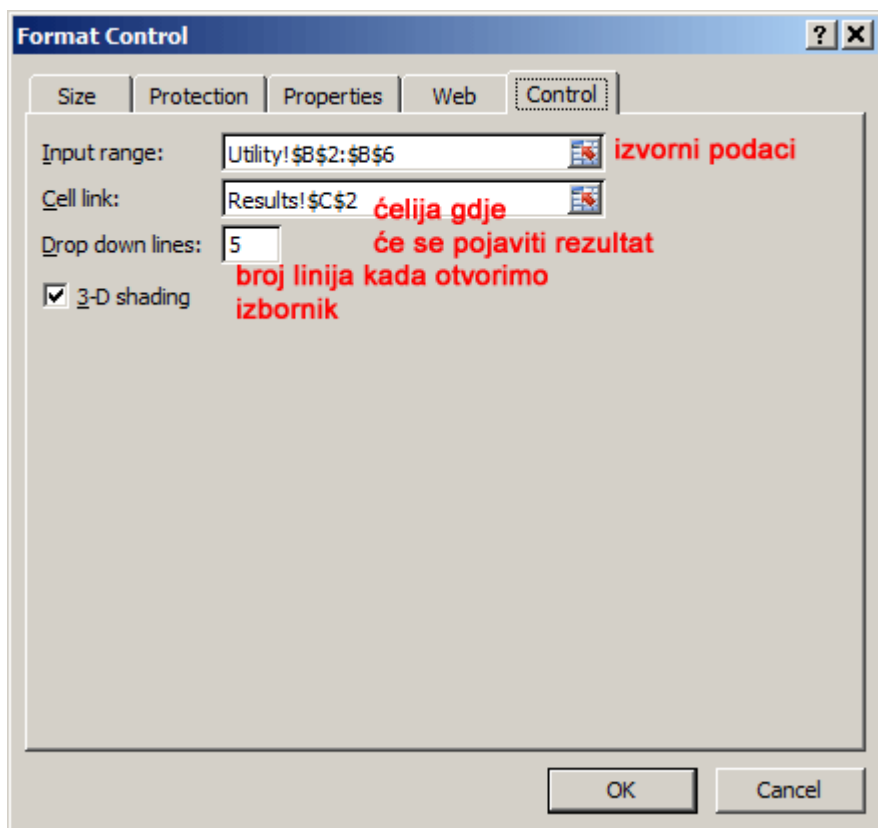 Format Control
Size Protection Properties Web Control
Input range: Utility!$B$2:$B$6 izvorni podaci
Cell link: Results!$C$2 ćelija gdje
Drop down lines: 5 će se pojaviti rezultat
broj linija kada otvorimo
3-D shading izbornik
OK Cancel